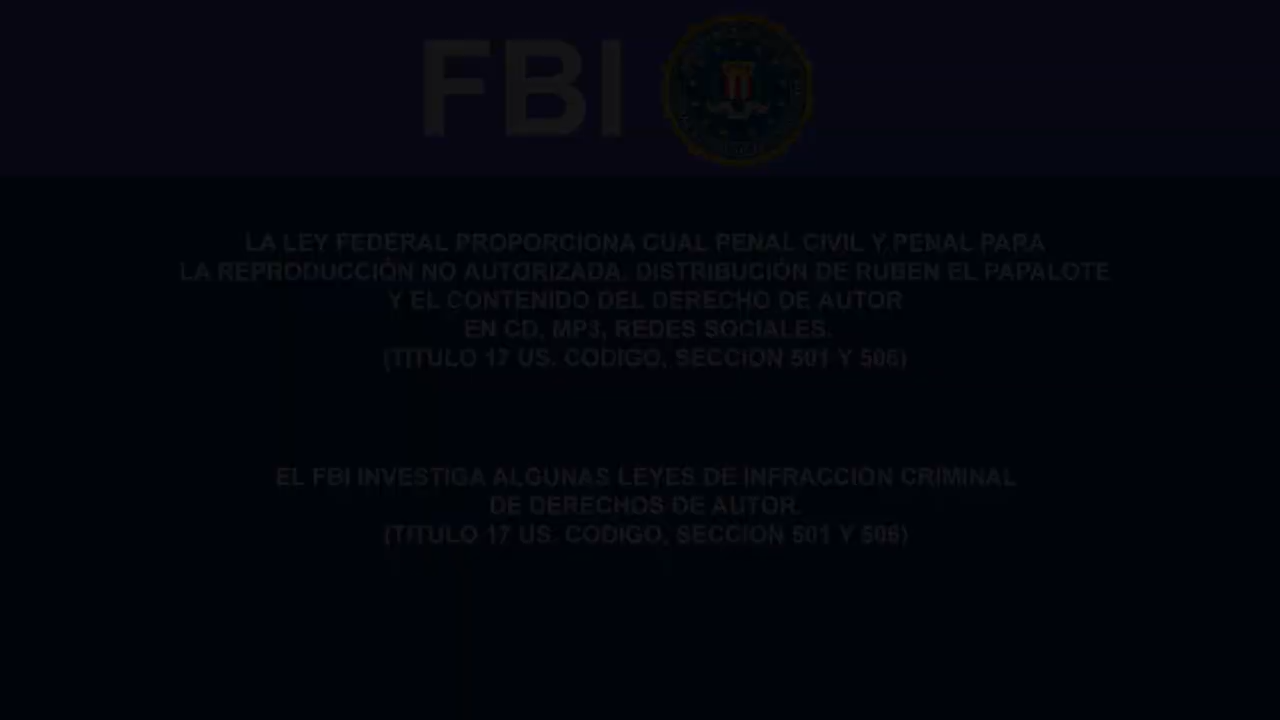 FBI
LA LEY FEDERAL PROPORCIONA CUAL PENAL CIVIL Y PENAL PARA
LA REPRODUCCIÓN NO AUTORIZADA, DISTRIBUCIÓN DE RUBEN EL PAPALOTE
Y EL CONTENIDO DEL DERECHO DE AUTOR
EN CD, MP3, REDES SOCIALES.
(TITULO 17 US. CODIGO, SECCION 501 Y 506)
EL FBI INVESTIGA ALGUNAS LEYES DE INFRACCION CRIMINAL
DE DERECHOS DE AUTOR.
(TITULO 17 US. CODIGO, SECCION 501 Y 506)